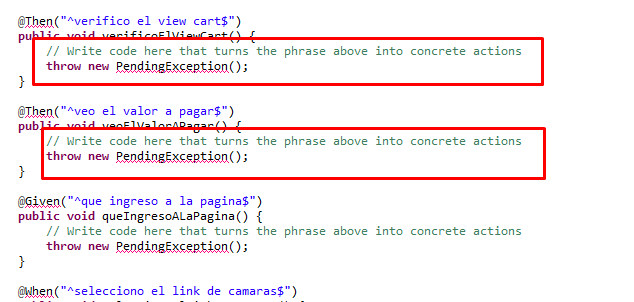 @Then("^verifico el view cart$")
public void verificoElViewCart() {
// Write code here that turns the phrase above into concrete actions
throw new PendingException();
}
@Then("^veo el valor a pagar$")
public void veoElValorAPagar() {
// Write code here that turns the phrase above into concrete actions
throw new PendingException();
}
@Given("^que ingreso a la pagina$")
public void queIngresoALaPagina() {
// Write code here that turns the phrase above into concrete actions
throw new PendingException();
}
@When("^selecciono el link de camaras$")